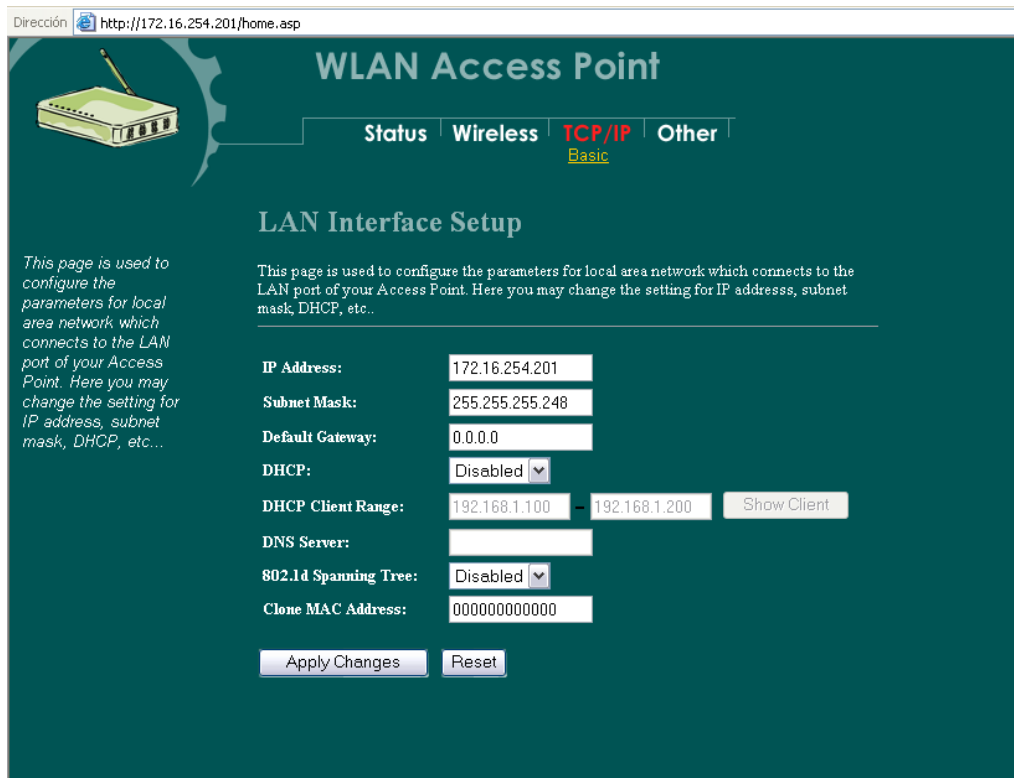 Dirección http://172.16.254.201/home.asp
WLAN Access Point
Status Wireless TCP/IP Other
Basic
This page is used to
configure the
parameters for local
area network which
connects to the LAN
port of your Access
Point. Here you may
change the setting for
IP address, subnet
mask, DHCP, etc...
LAN Interface Setup
This page is used to configure the parameters for local area network which connects to the
LAN port of your Access Point. Here you may change the setting for IP addresss, subnet
mask, DHCP, etc..
IP Address: 172.16.254.201
Subnet Mask: 255.255.255.248
Default Gateway: 0.0.0.0
DHCP: Disabled
DHCP Client Range: 192.168.1.100 - 192.168.1.200 Show Client
DNS Server:
802.1d Spanning Tree: Disabled
Clone MAC Address: 000000000000
Apply Changes Reset